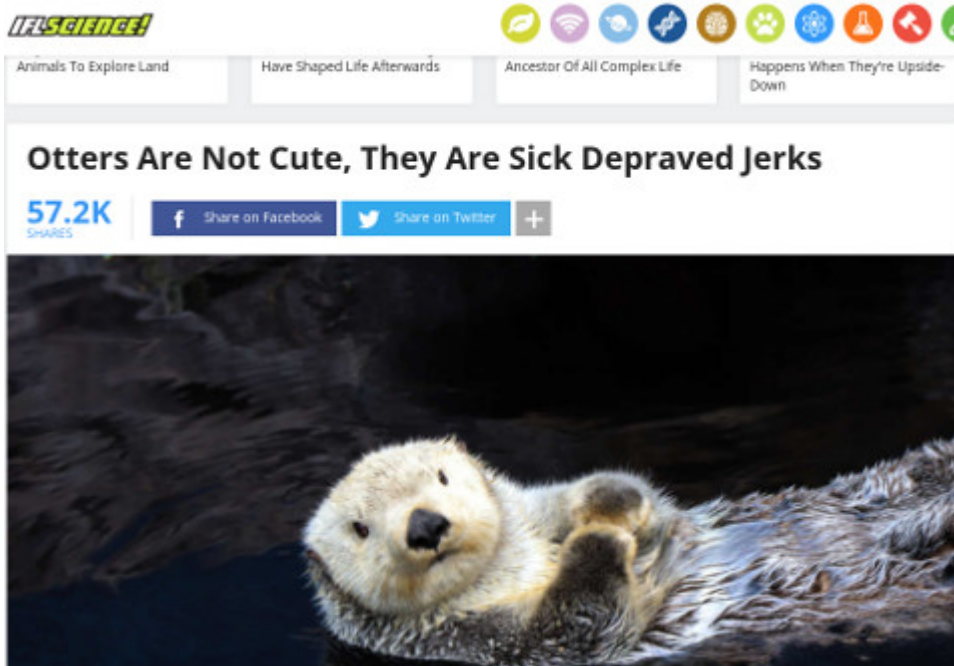 IFLSCIENCE!
Animals To Explore Land
Have Shaped Life Afterwards
Ancestor Of All Complex Life
Happens When They're Upside-
Down
Otters Are Not Cute, They Are Sick Depraved Jerks
57.2K
SHARES
f Share on Facebook
Share on Twitter
+